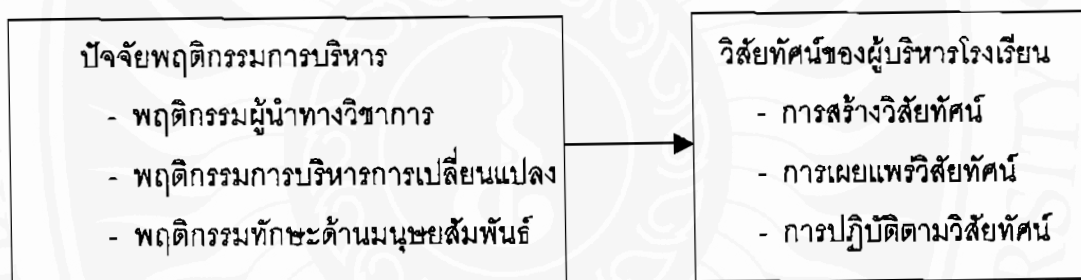 ปัจจัยพฤติกรรมการบริหาร
- พฤติกรรมผู้นำทางวิชาการ
- พฤติกรรมการบริหารการเปลี่ยนแปลง
- พฤติกรรมทักษะด้านมนุษยสัมพันธ์
วิสัยทัศน์ของผู้บริหารโรงเรียน
- การสร้างวิสัยทัศน์
- การเผยแพร่วิสัยทัศน์
- การปฏิบัติตามวิสัยทัศน์